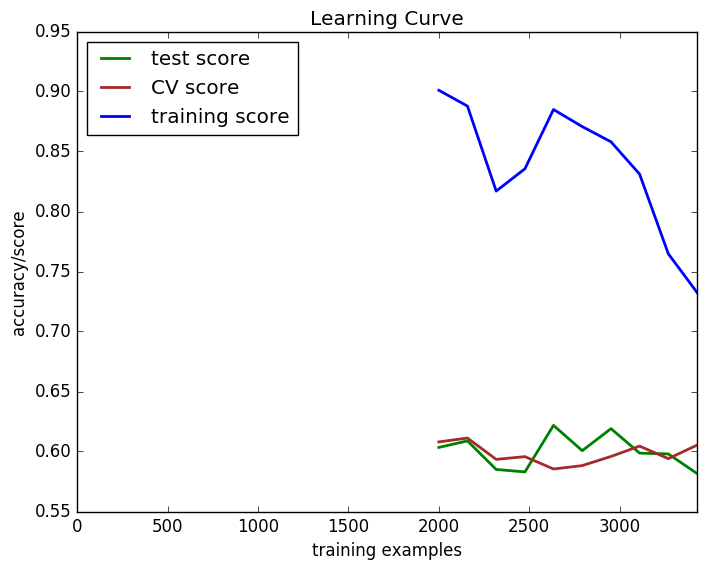 Learning Curve
0.95
0.90
0.85
0.80
0.75
0.70
0.65
0.60
0.55
accuracy/score
test score
CV score
training score
0 500 1000 1500 2000 2500 3000
training examples